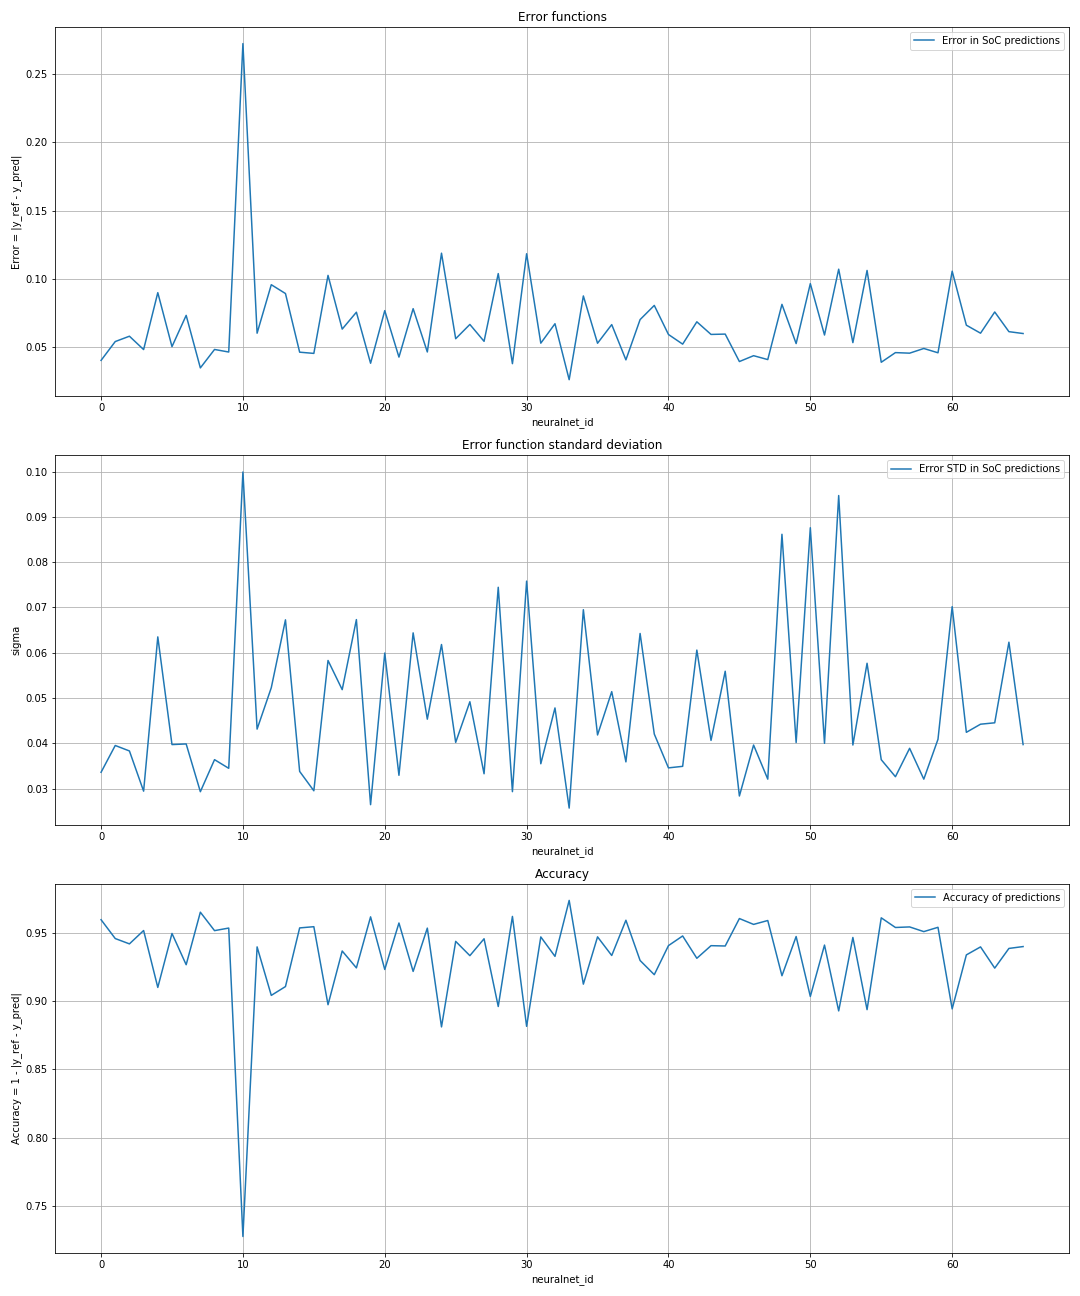 Error functions
Error in SoC predictions
0.25
0.20
0.15
0.10
0.05
Error = |y_ref - y_pred|
0 10 20 30 40 50 60
neuralnet_id
Error function standard deviation
Error STD in SoC predictions
0.10
0.09
0.08
0.07
0.06
0.05
0.04
0.03
sigma
0 10 20 30 40 50 60
neuralnet_id
Accuracy
Accuracy of predictions
0.95
0.90
0.85
0.80
0.75
Accuracy = 1 - |y_ref - y_pred|
0 10 20 30 40 50 60
neuralnet_id